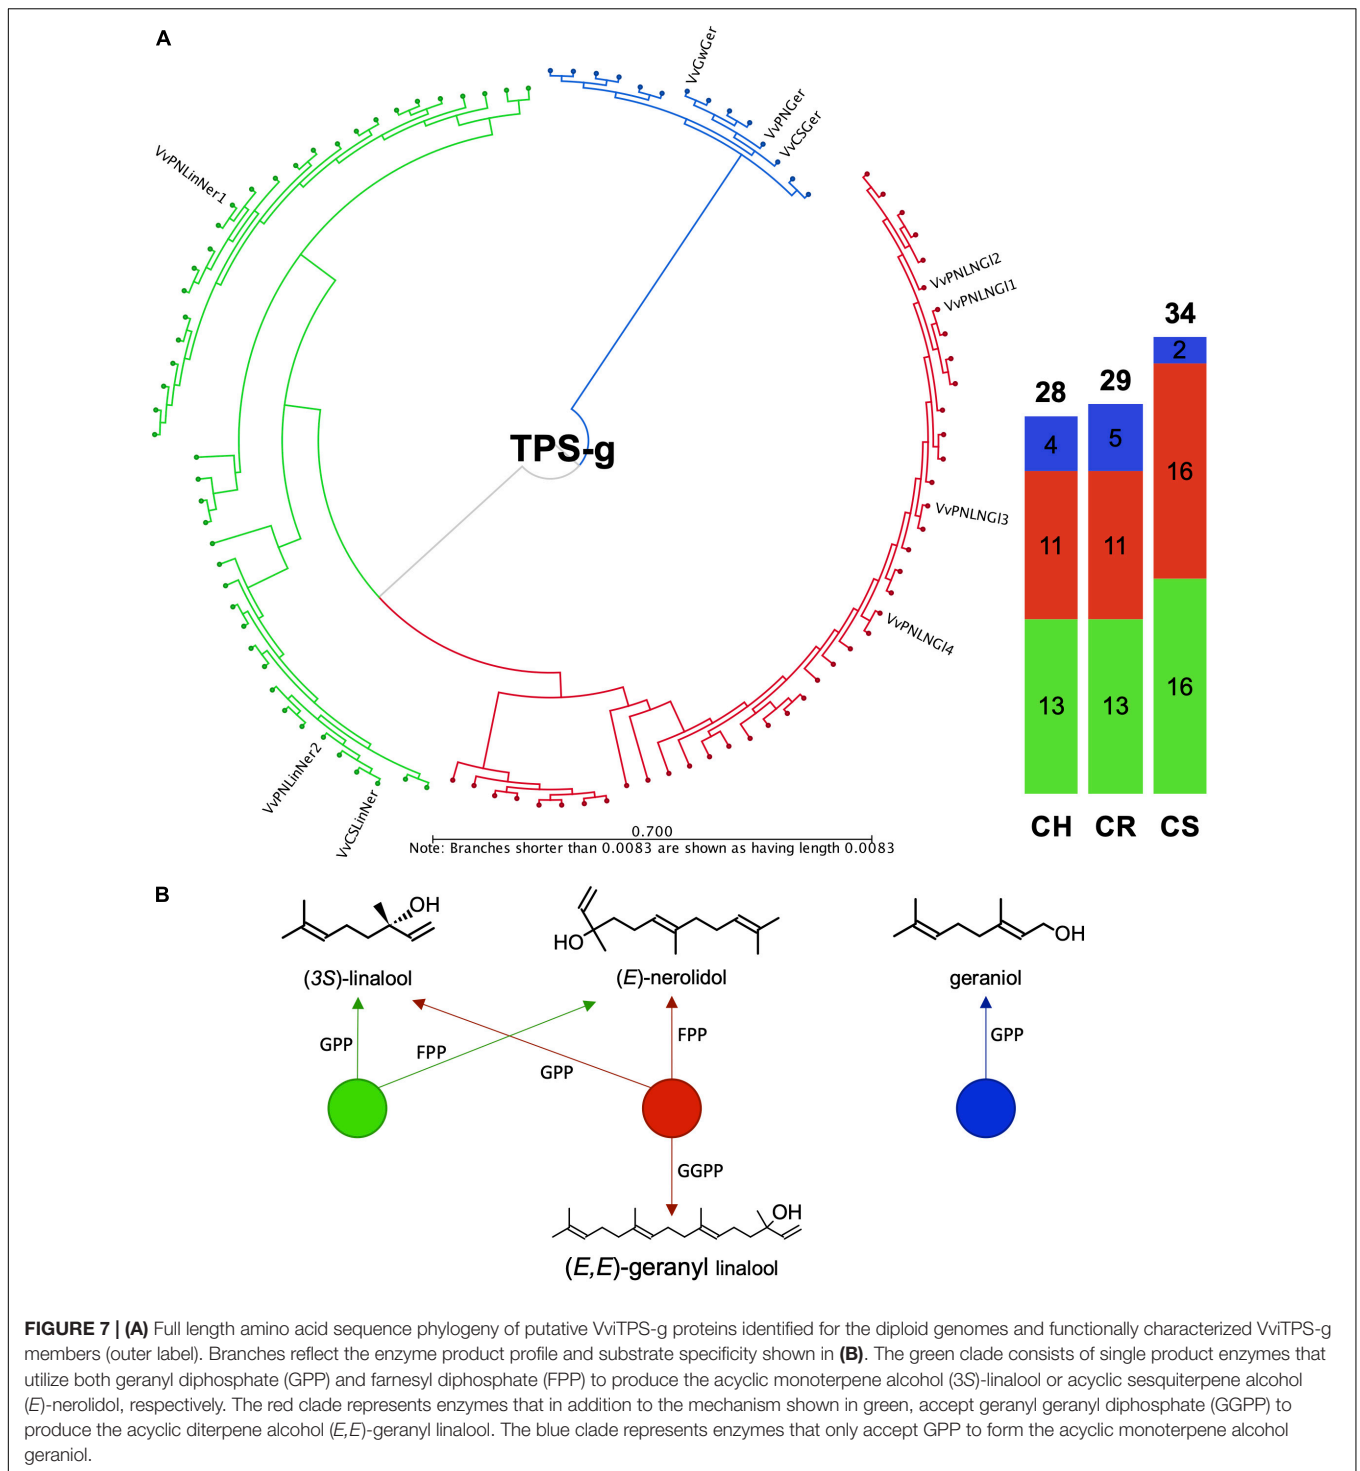 A
VvGwGer
VvPNGer
VvCSGer
VvPNLinNer1
VvPNLNGl2
VvPNLNGl1
TPS-g
VvPNLNGl3
VvPNLNGl4
VvPNLinNer2
VvCSLinNer
34
2
28
29
4
5
16
11
11
13
13
16
CH
CR
CS
0.700
Note: Branches shorter than 0.0083 are shown as having length 0.0083
B
OH
HO
OH
(3S)-linalool
(E)-nerolidol
geraniol
GPP
FPP
GPP
FPP
GPP
GGPP
OH
(E,E)-geranyl linalool
FIGURE 7 | (A) Full length amino acid sequence phylogeny of putative VviTPS-g proteins identified for the diploid genomes and functionally characterized VviTPS-g
members (outer label). Branches reflect the enzyme product profile and substrate specificity shown in (B). The green clade consists of single product enzymes that
utilize both geranyl diphosphate (GPP) and farnesyl diphosphate (FPP) to produce the acyclic monoterpene alcohol (3S)-linalool or acyclic sesquiterpene alcohol
(E)-nerolidol, respectively. The red clade represents enzymes that in addition to the mechanism shown in green, accept geranyl geranyl diphosphate (GGPP) to
produce the acyclic diterpene alcohol (E,E)-geranyl linalool. The blue clade represents enzymes that only accept GPP to form the acyclic monoterpene alcohol
geraniol.